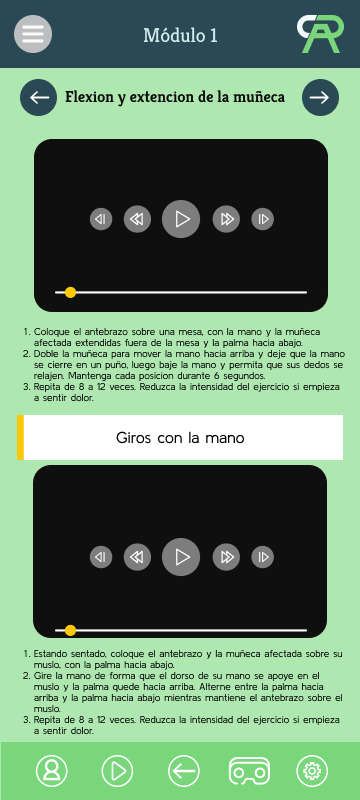 Módulo 1
Flexion y extencion de la muñeca
1. Coloque el antebrazo sobre una mesa, con la mano y la muñeca
afectada extendidas fuera de la mesa y la palma hacia abajo.
2. Doble la muñeca para mover la mano hacia arriba y deje que la mano
se cierre en un puño, luego baje la mano y permita que sus dedos se
relajen. Mantenga cada posicion durante 6 segundos.
3. Repita de 8 a 12 veces. Reduzca la intensidad del ejercicio si empieza
a sentir dolor.
Giros con la mano
1. Estando sentado, coloque el antebrazo y la muñeca afectada sobre su
muslo, con la palma hacia abajo.
2. Gire la mano de forma que el dorso de su mano se apoye en el
muslo y la palma quede hacia arriba. Alterne entre la palma hacia
arriba y la palma hacia abajo mientras mantiene el antebrazo sobre el
muslo.
3. Repita de 8 a 12 veces. Reduzca la intensidad del ejercicio si empieza
a sentir dolor.